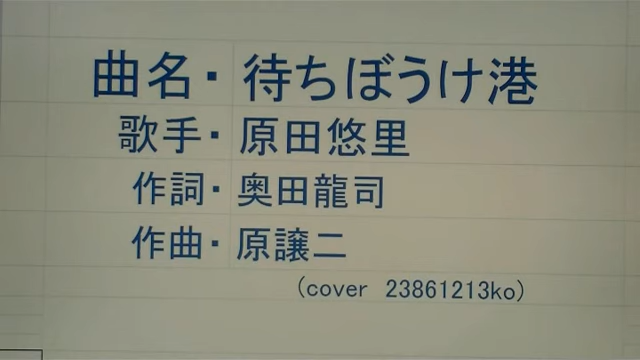 曲名・ 待ちぼうけ港
歌手・ 原田悠里
作詞・ 奥田龍司
作曲・ 原譲二
(cover 23861213ko)